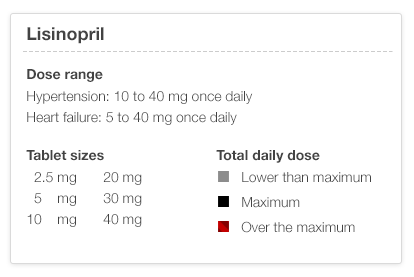 Lisinopril
Dose range
Hypertension: 10 to 40 mg once daily
Heart failure: 5 to 40 mg once daily
Tablet sizes
2.5 mg 20 mg
5 mg 30 mg
10 mg 40 mg
Total daily dose
Lower than maximum
Maximum
Over the maximum